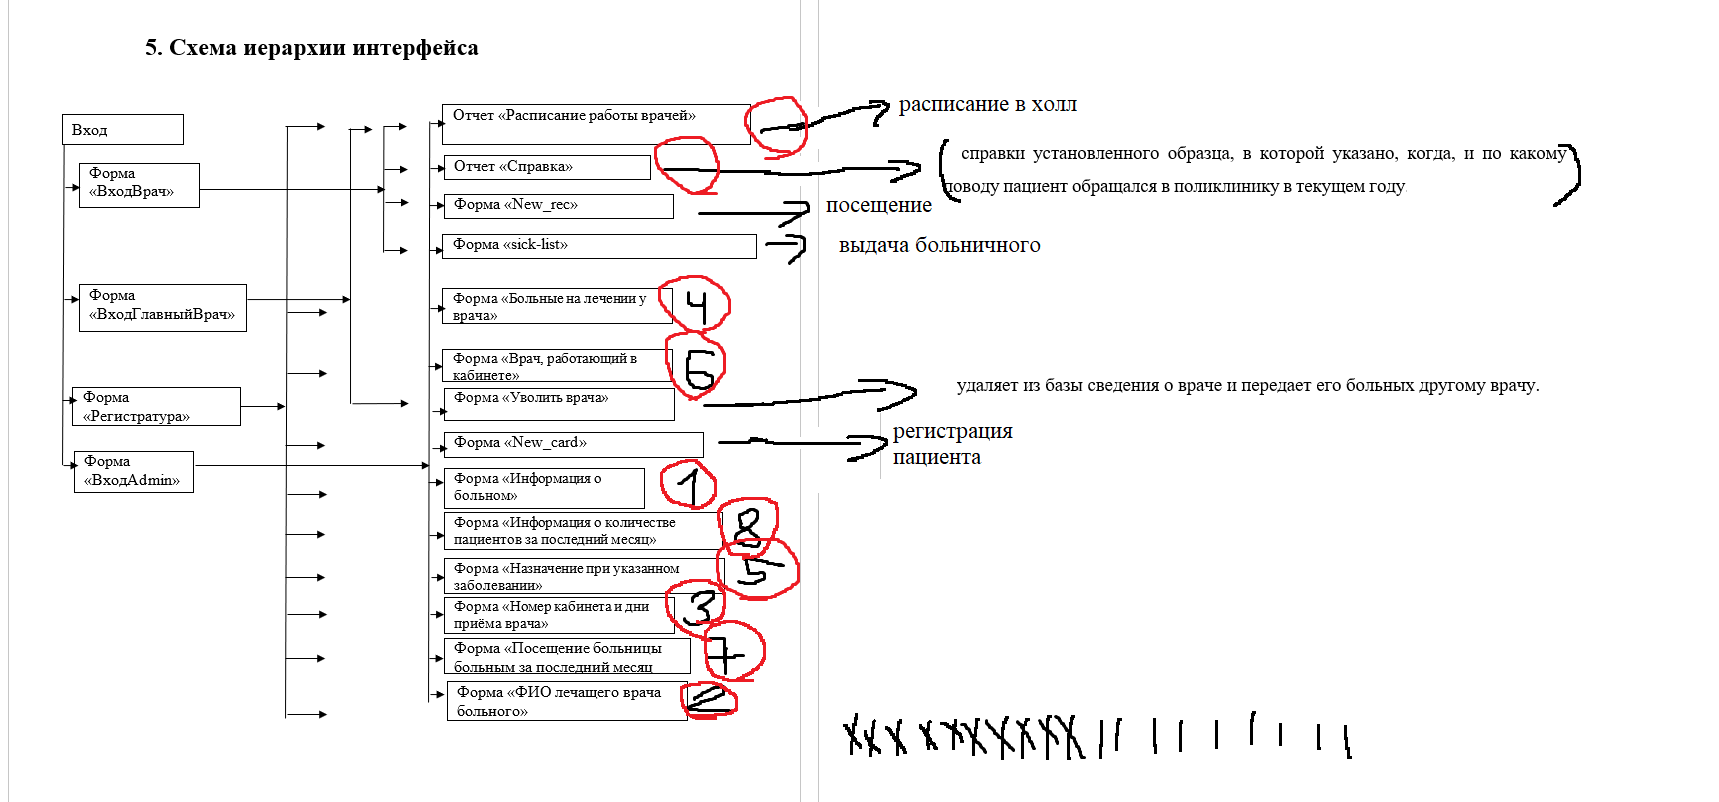 5. Схема иерархии интерфейса
Вход
Форма
«ВходВрач»
Форма
«ВходГлавныйВрач»
Форма
«Регистратура»
Форма
«ВходAdmin»
Отчет «Расписание работы врачей»
расписание в холл
Отчет «Справка»
справки установленного образца, в которой указано, когда, и по какому
поводу пациент обращался в поликлинику в текущем году.
Форма «New_rec»
посещение
Форма «sick-list»
выдача больничного
Форма «Больные на лечении у
врача»
4
Форма «Врач, работающий в
кабинете»
6
Форма «Уволить врача»
удаляет из базы сведения о враче и передает его больных другому врачу.
Форма «New_card»
регистрация
пациента
Форма «Информация о
больном»
1
Форма «Информация о количестве
пациентов за последний месяц»
8
Форма «Назначение при указанном
заболевании»
5
Форма «Номер кабинета и дни
приёма врача»
3
Форма «Посещение больницы
больным за последний месяц
7
Форма «ФИО лечащего врача
больного»
2